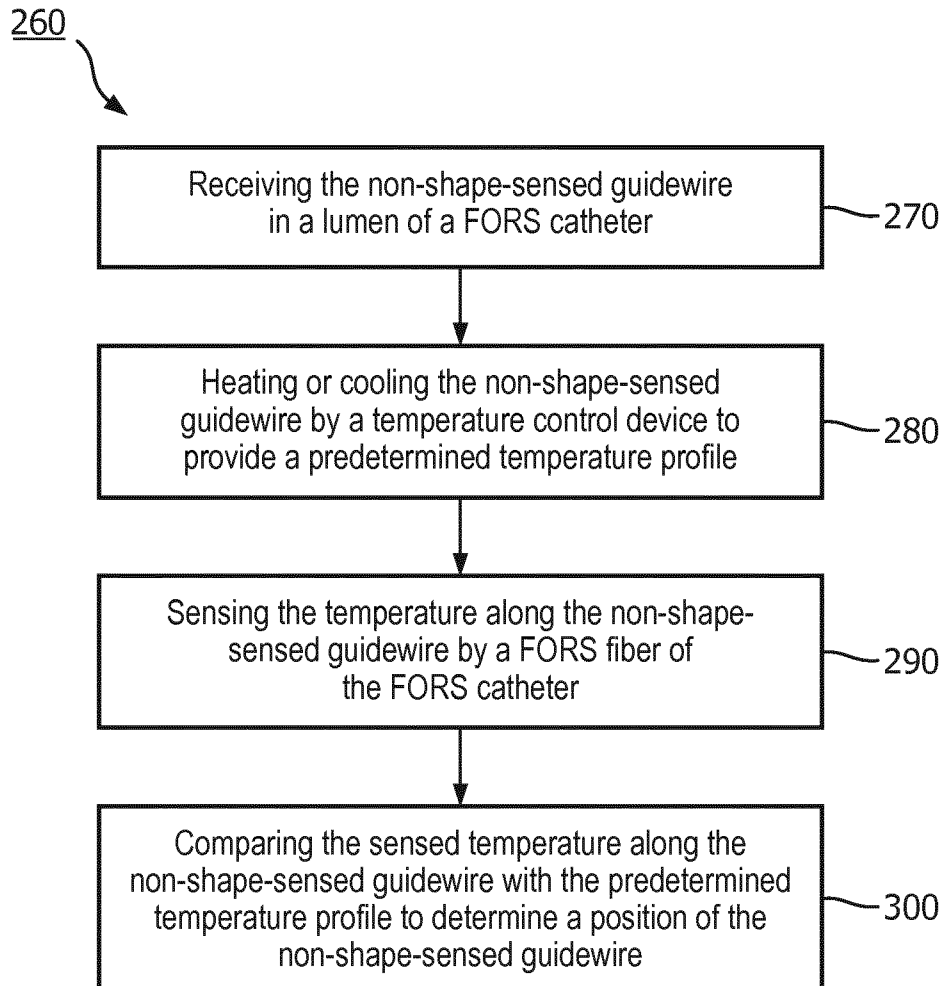 260
Receiving the non-shape-sensed guidewire
in a lumen of a FORS catheter
270
Heating or cooling the non-shape-sensed
guidewire by a temperature control device to
provide a predetermined temperature profile
280
Sensing the temperature along the non-shape-
sensed guidewire by a FORS fiber of
the FORS catheter
290
Comparing the sensed temperature along the
non-shape-sensed guidewire with the predetermined
temperature profile to determine a position of the
non-shape-sensed guidewire
300